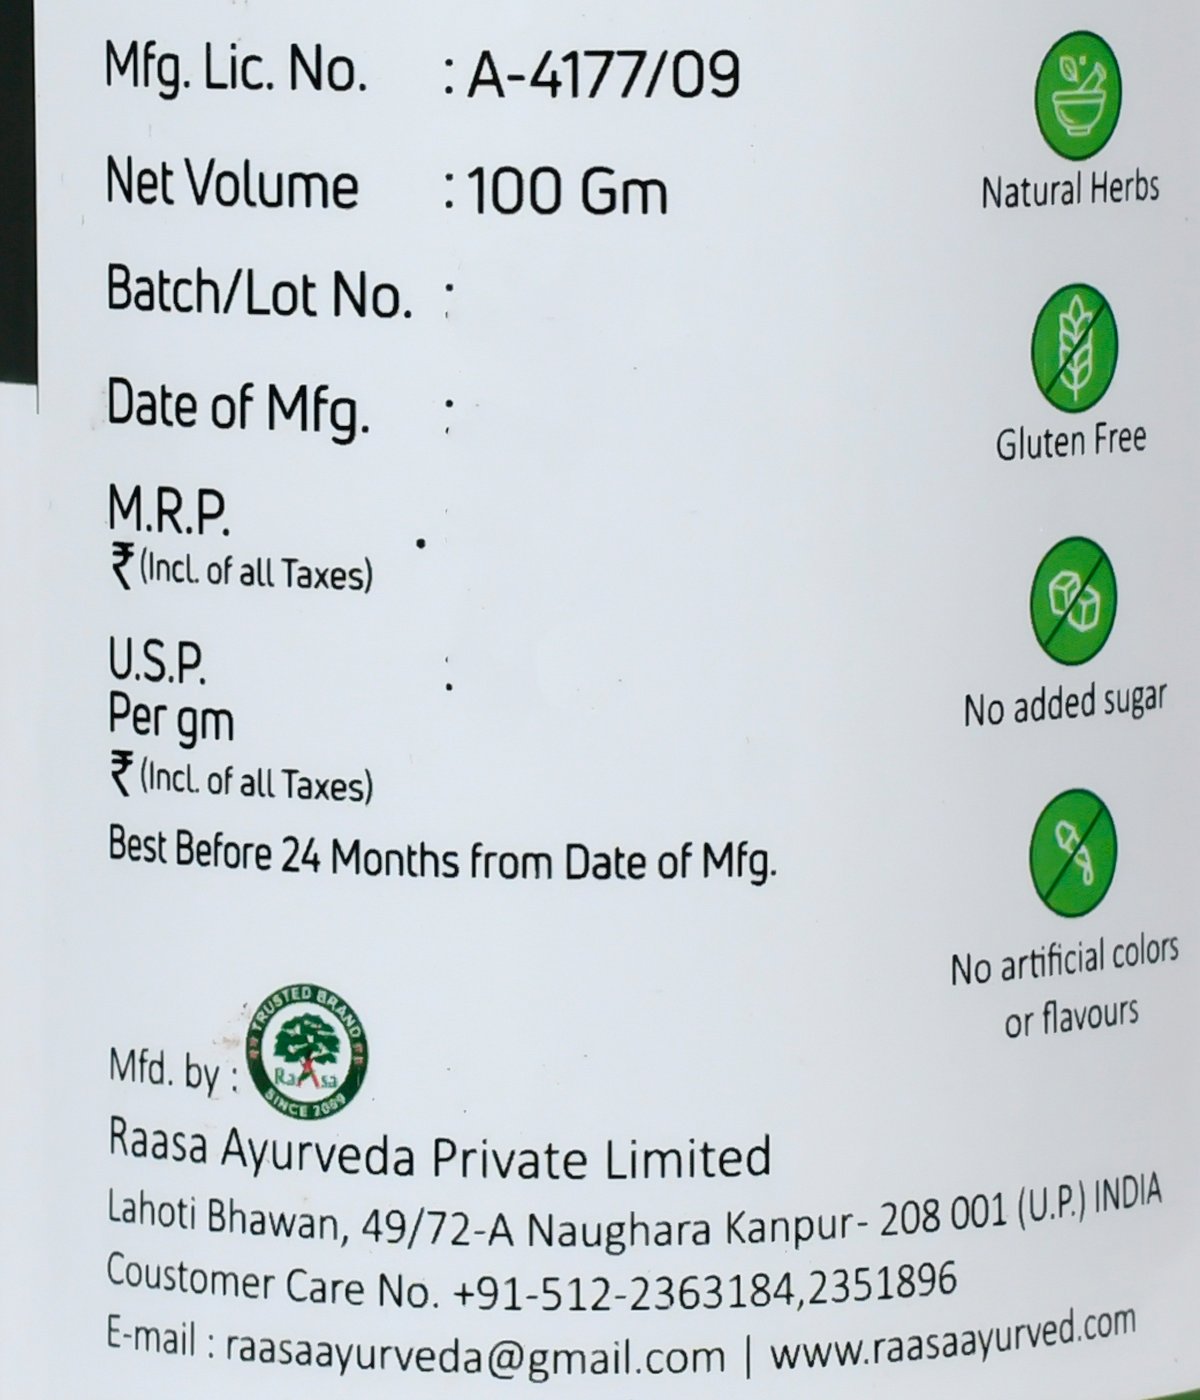 Mfg. Lic. No. : A-4177/09
Net Volume : 100 Gm
Batch/Lot No. :
Date of Mfg. :
M.R.P.
₹ (Incl. of all Taxes)
U.S.P. :
Per gm
₹ (Incl. of all Taxes)
Best Before 24 Months from Date of Mfg.
Natural Herbs
Gluten Free
No added sugar
No artificial colors
or flavours
TRUSTED BRAND
RaAsa
SINCE 2009
Mfd. by :
Raasa Ayurveda Private Limited
Lahoti Bhawan, 49/72-A Naughara Kanpur- 208 001 (U.P.) INDIA
Coustomer Care No. +91-512-2363184,2351896
E-mail : raasaayurveda@gmail.com | www.raasaayurved.com